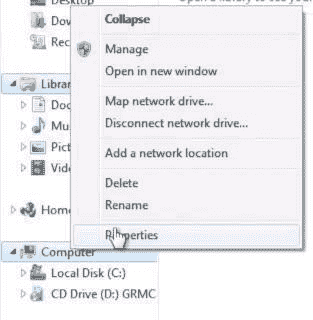 Desktop
Collapse
Manage
Open in new window
Map network drive...
Disconnect network drive...
Add a network location
Delete
Rename
Properties
Computer
Local Disk (C:)
CD Drive (D:) GRMC